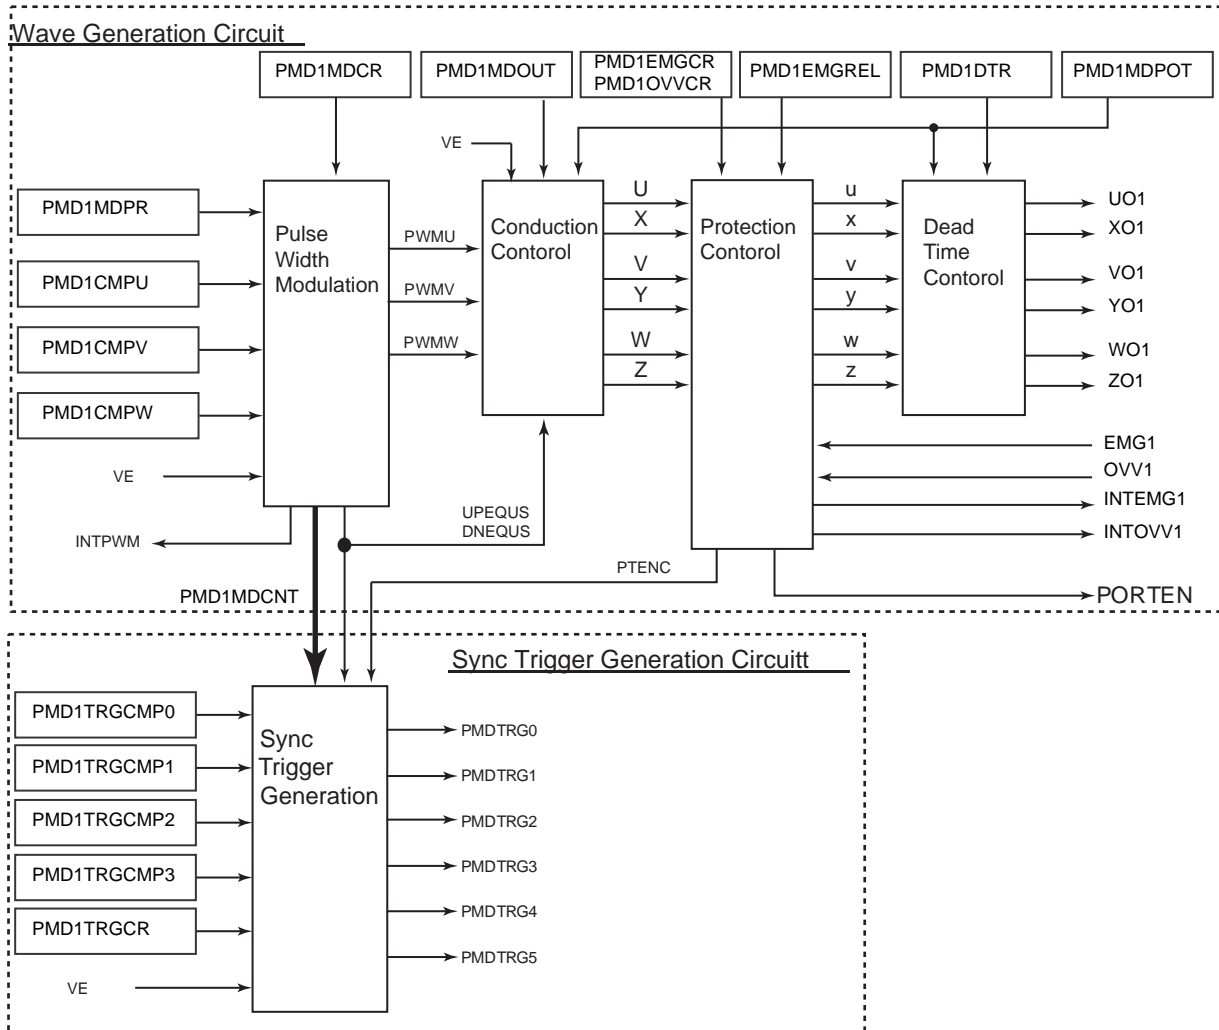 Wave Generation Circuit
PMD1MDCR
PMD1MDOUT
PMD1EMGCR
PMD1OVVCR
PMD1EMGREL
PMD1DTR
PMD1MDPOT
VE
PMD1MDPR
PMD1CMPU
PMD1CMPV
PMD1CMPW
VE
Pulse
Width
Modulation
PWMU
PWMV
PWMW
Conduction
Contorol
U
X
V
Y
W
Z
Protection
Contorol
u
x
v
y
w
z
Dead
Time
Contorol
UO1
XO1
VO1
YO1
WO1
ZO1
EMG1
OVV1
INTEMG1
INTOVV1
PORTEN
INTPWM
UPEQUS
DNEQUS
PTENC
PMD1MDCNT
Sync Trigger Generation Circuitt
PMD1TRGCMP0
PMD1TRGCMP1
PMD1TRGCMP2
PMD1TRGCMP3
PMD1TRGCR
VE
Sync
Trigger
Generation
PMDTRG0
PMDTRG1
PMDTRG2
PMDTRG3
PMDTRG4
PMDTRG5